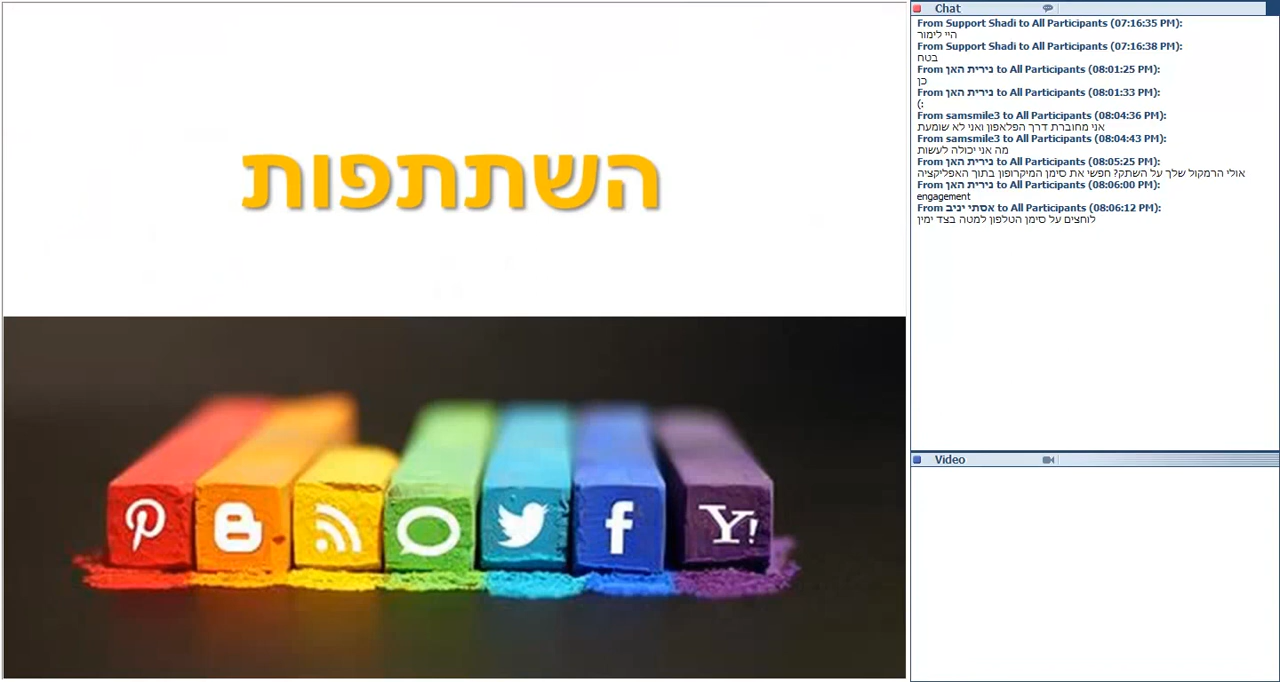 השתתפות
Y!
Chat
From Support Shadi to All Participants (07:16:35 PM):
היי לימור
From Support Shadi to All Participants (07:16:38 PM):
בטח
From נירית האן to All Participants (08:01:25 PM):
כן
From נירית האן to All Participants (08:01:33 PM):
:)
From samsmile3 to All Participants (08:04:36 PM):
אני מחוברת דרך הפלאפון ואני לא שומעת
From samsmile3 to All Participants (08:04:43 PM):
מה אני יכולה לעשות
From נירית האן to All Participants (08:05:25 PM):
אולי הרמקול שלך על השתק? חפשי את סימן המיקרופון בתוך האפליקציה
From נירית האן to All Participants (08:06:00 PM):
engagement
From אסתי יניב to All Participants (08:06:12 PM):
לוחצים על סימן הטלפון למטה בצד ימין
Video